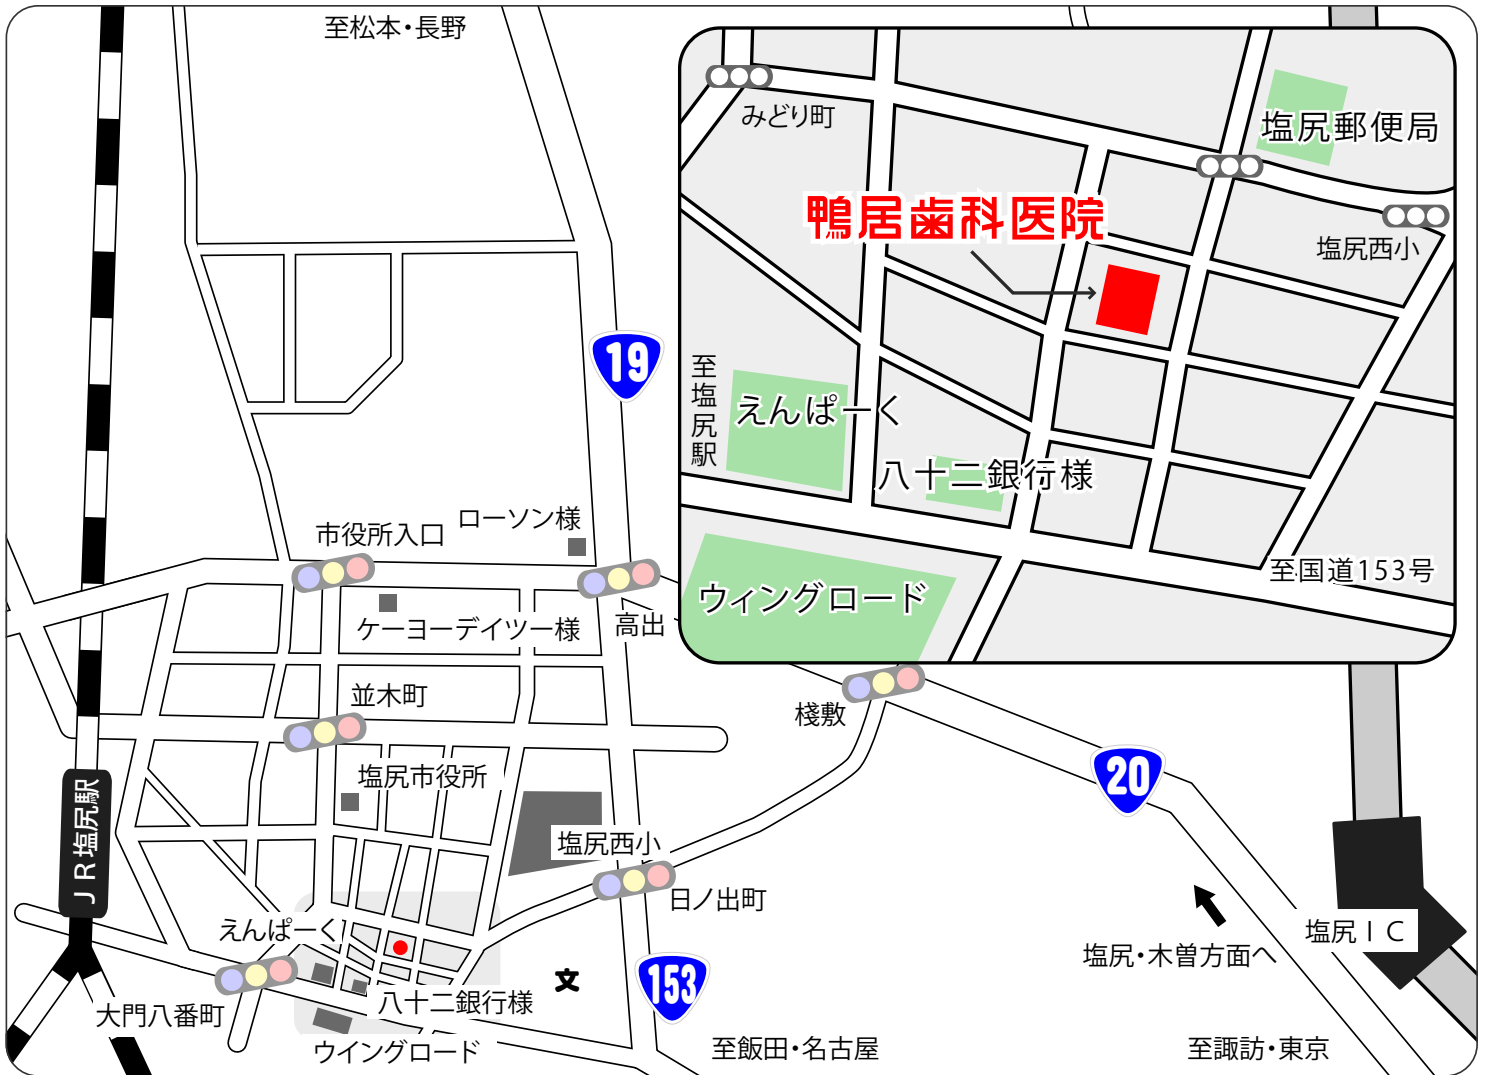 至松本・長野
みどり町
塩尻郵便局
鴨居歯科医院
塩尻西小
19
至塩尻駅
えんぱーく
八十二銀行様
至国道153号
ウィングロード
ローソン様
市役所入口
ケーヨーデイツー様
高出
並木町
桟敷
塩尻市役所
20
JR塩尻駅
塩尻西小
日ノ出町
えんぱーく
塩尻IC
塩尻・木曽方面へ
文
153
大門八番町
八十二銀行様
ウイングロード
至飯田・名古屋
至諏訪・東京